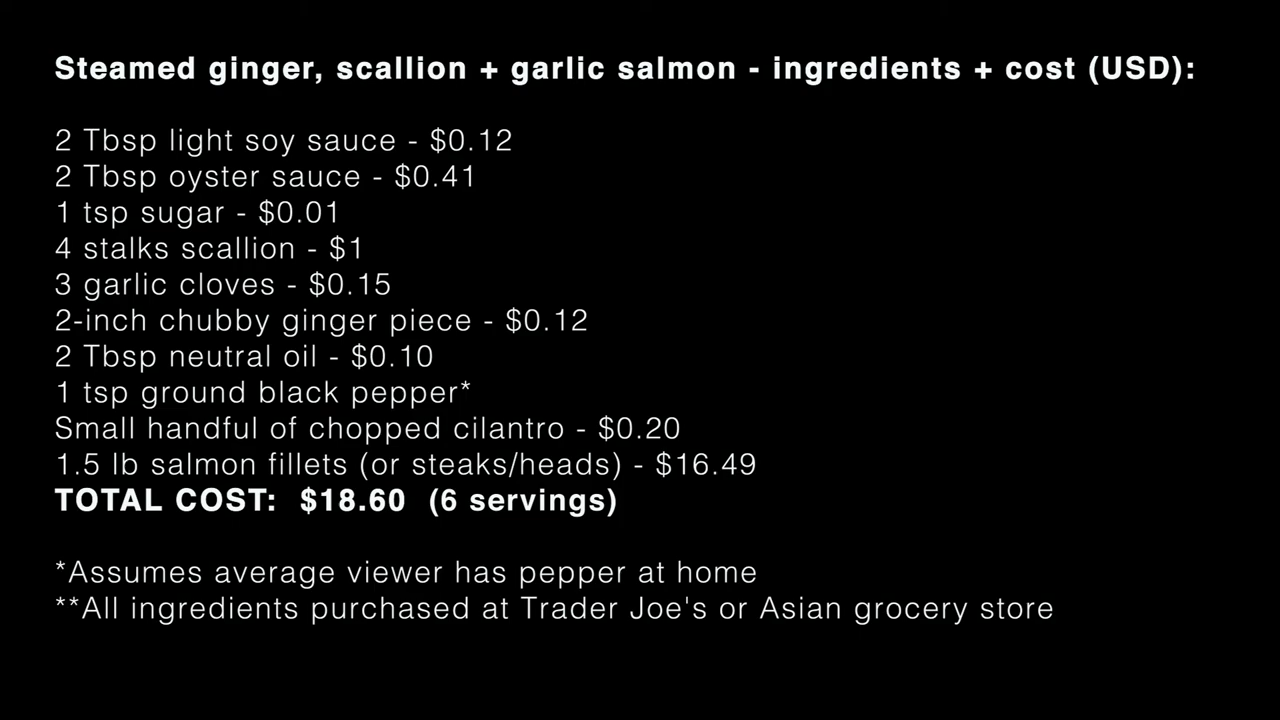 Steamed ginger, scallion + garlic salmon - ingredients + cost (USD):
2 Tbsp light soy sauce - $0.12
2 Tbsp oyster sauce - $0.41
1 tsp sugar - $0.01
4 stalks scallion - $1
3 garlic cloves - $0.15
2-inch chubby ginger piece - $0.12
2 Tbsp neutral oil - $0.10
1 tsp ground black pepper*
Small handful of chopped cilantro - $0.20
1.5 lb salmon fillets (or steaks/heads) - $16.49
TOTAL COST: $18.60 (6 servings)
*Assumes average viewer has pepper at home
**All ingredients purchased at Trader Joe's or Asian grocery store